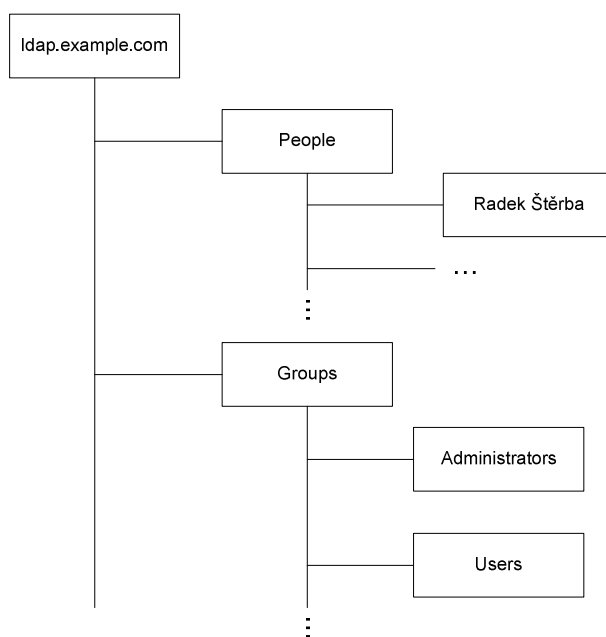 ldap.example.com
People
Radek Štěrba
...
Groups
Administrators
Users